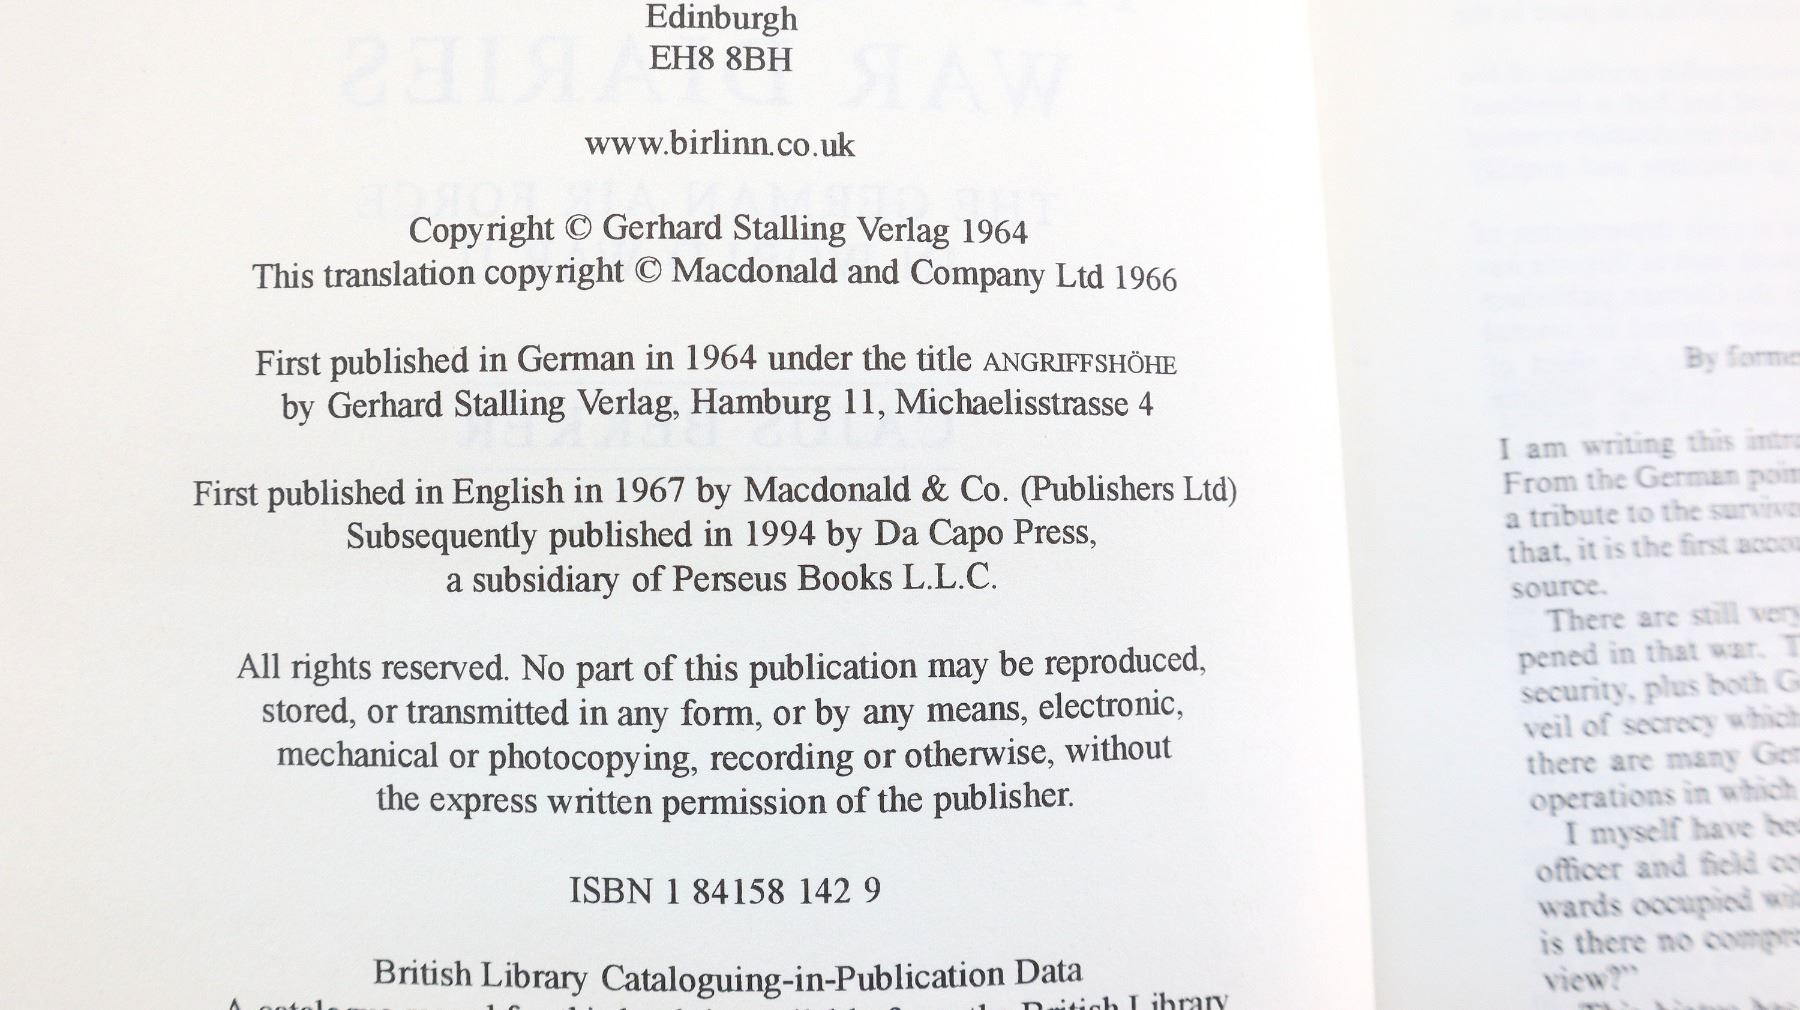 Edinburgh
EH8 8BH
www.birlinn.co.uk
Copyright © Gerhard Stalling Verlag 1964
This translation copyright © Macdonald and Company Ltd 1966
First published in German in 1964 under the title ANGRIFFSHÖHE
by Gerhard Stalling Verlag, Hamburg 11, Michaelisstrasse 4
First published in English in 1967 by Macdonald & Co. (Publishers Ltd)
Subsequently published in 1994 by Da Capo Press,
a subsidiary of Perseus Books L.L.C.
All rights reserved. No part of this publication may be reproduced,
stored, or transmitted in any form, or by any means, electronic,
mechanical or photocopying, recording or otherwise, without
the express written permission of the publisher.
ISBN 1 84158 142 9
British Library Cataloguing-in-Publication Data
British Library
By
I am writing this
From the German
a tribute to the
that, it is the first
source.
There are still very
pened in that war.
security, plus both
veil of secrecy which
there are many
operations in which
I myself have
officer and field
wards occupied
is there no
view?"